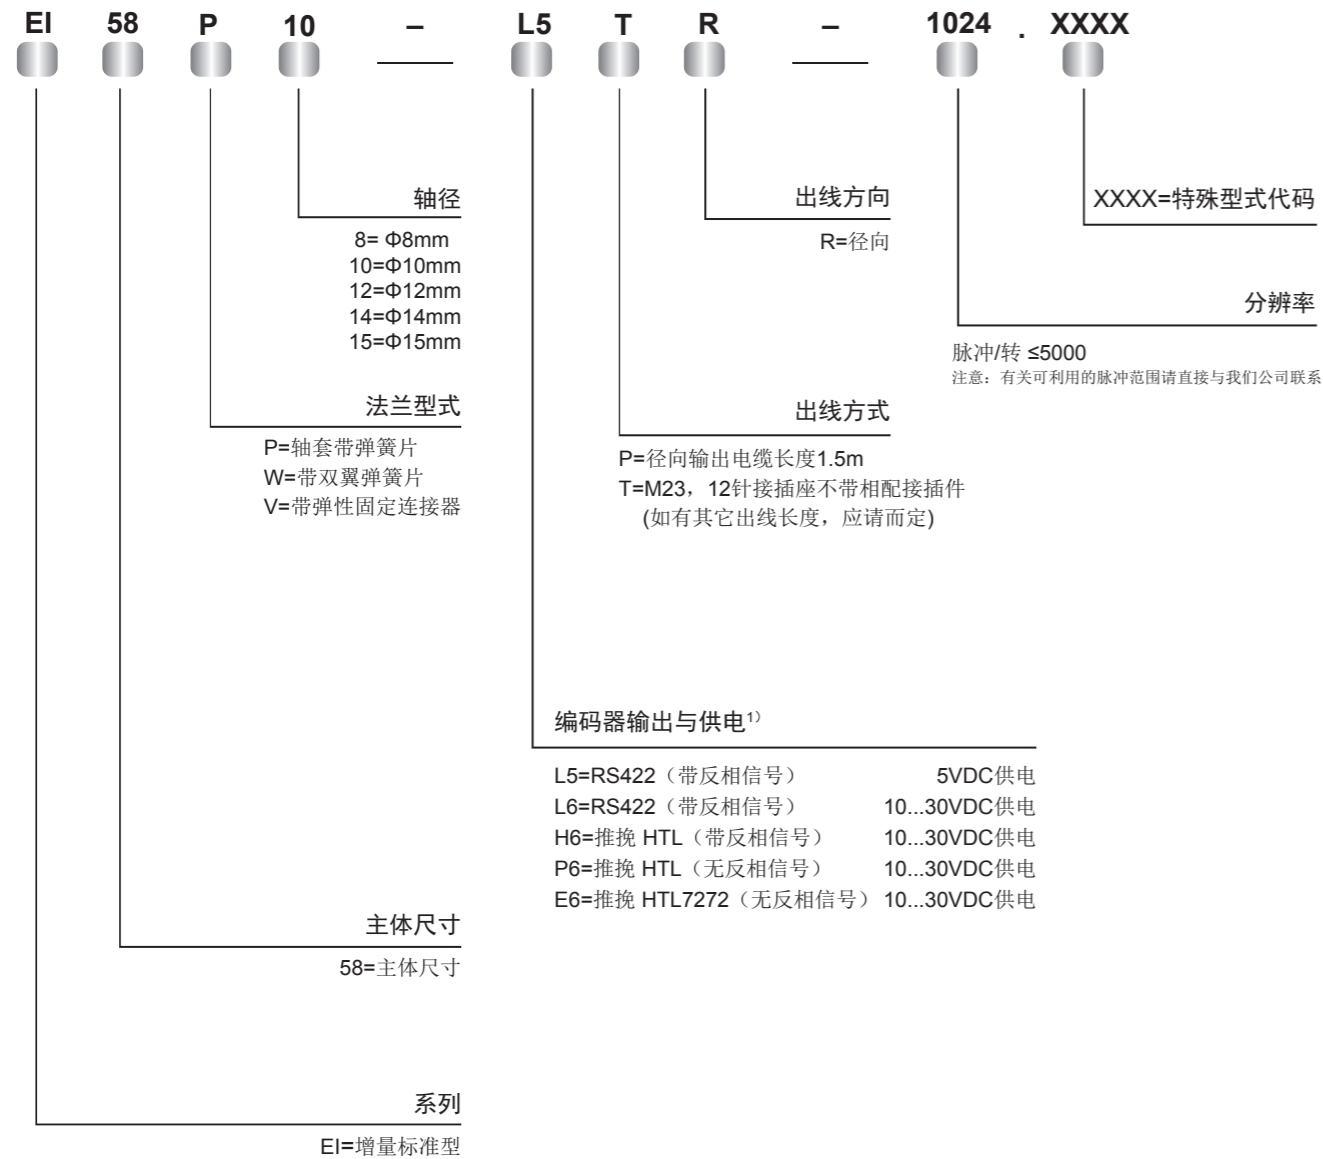 EI 58 P 10 – L5 T R – 1024 . XXXX
轴径
8= Φ8mm
10=Φ10mm
12=Φ12mm
14=Φ14mm
15=Φ15mm
法兰型式
P=轴套带弹簧片
W=带双翼弹簧片
V=带弹性固定连接器
出线方向
R=径向
XXXX=特殊型式代码
分辨率
脉冲/转 ≤5000
注意：有关可利用的脉冲范围请直接与我们公司联系
出线方式
P=径向输出电缆长度1.5m
T=M23，12针接插座不带相配接插件
(如有其它出线长度，应请而定)
编码器输出与供电1）
L5=RS422（带反相信号） 5VDC供电
L6=RS422（带反相信号） 10...30VDC供电
H6=推挽 HTL（带反相信号） 10...30VDC供电
P6=推挽 HTL（无反相信号） 10...30VDC供电
E6=推挽 HTL7272（无反相信号） 10...30VDC供电
主体尺寸
58=主体尺寸
系列
EI=增量标准型